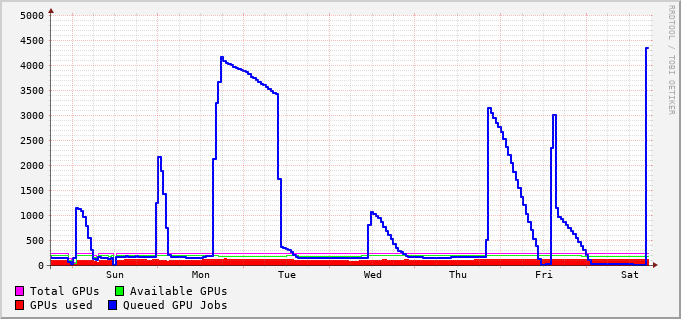 5000
4500
4000
3500
3000
2500
2000
1500
1000
500
0
Sun Mon Tue Wed Thu Fri Sat
RRDTOOL / TOBI OETIKER
Total GPUs Available GPUs
GPUs used Queued GPU Jobs